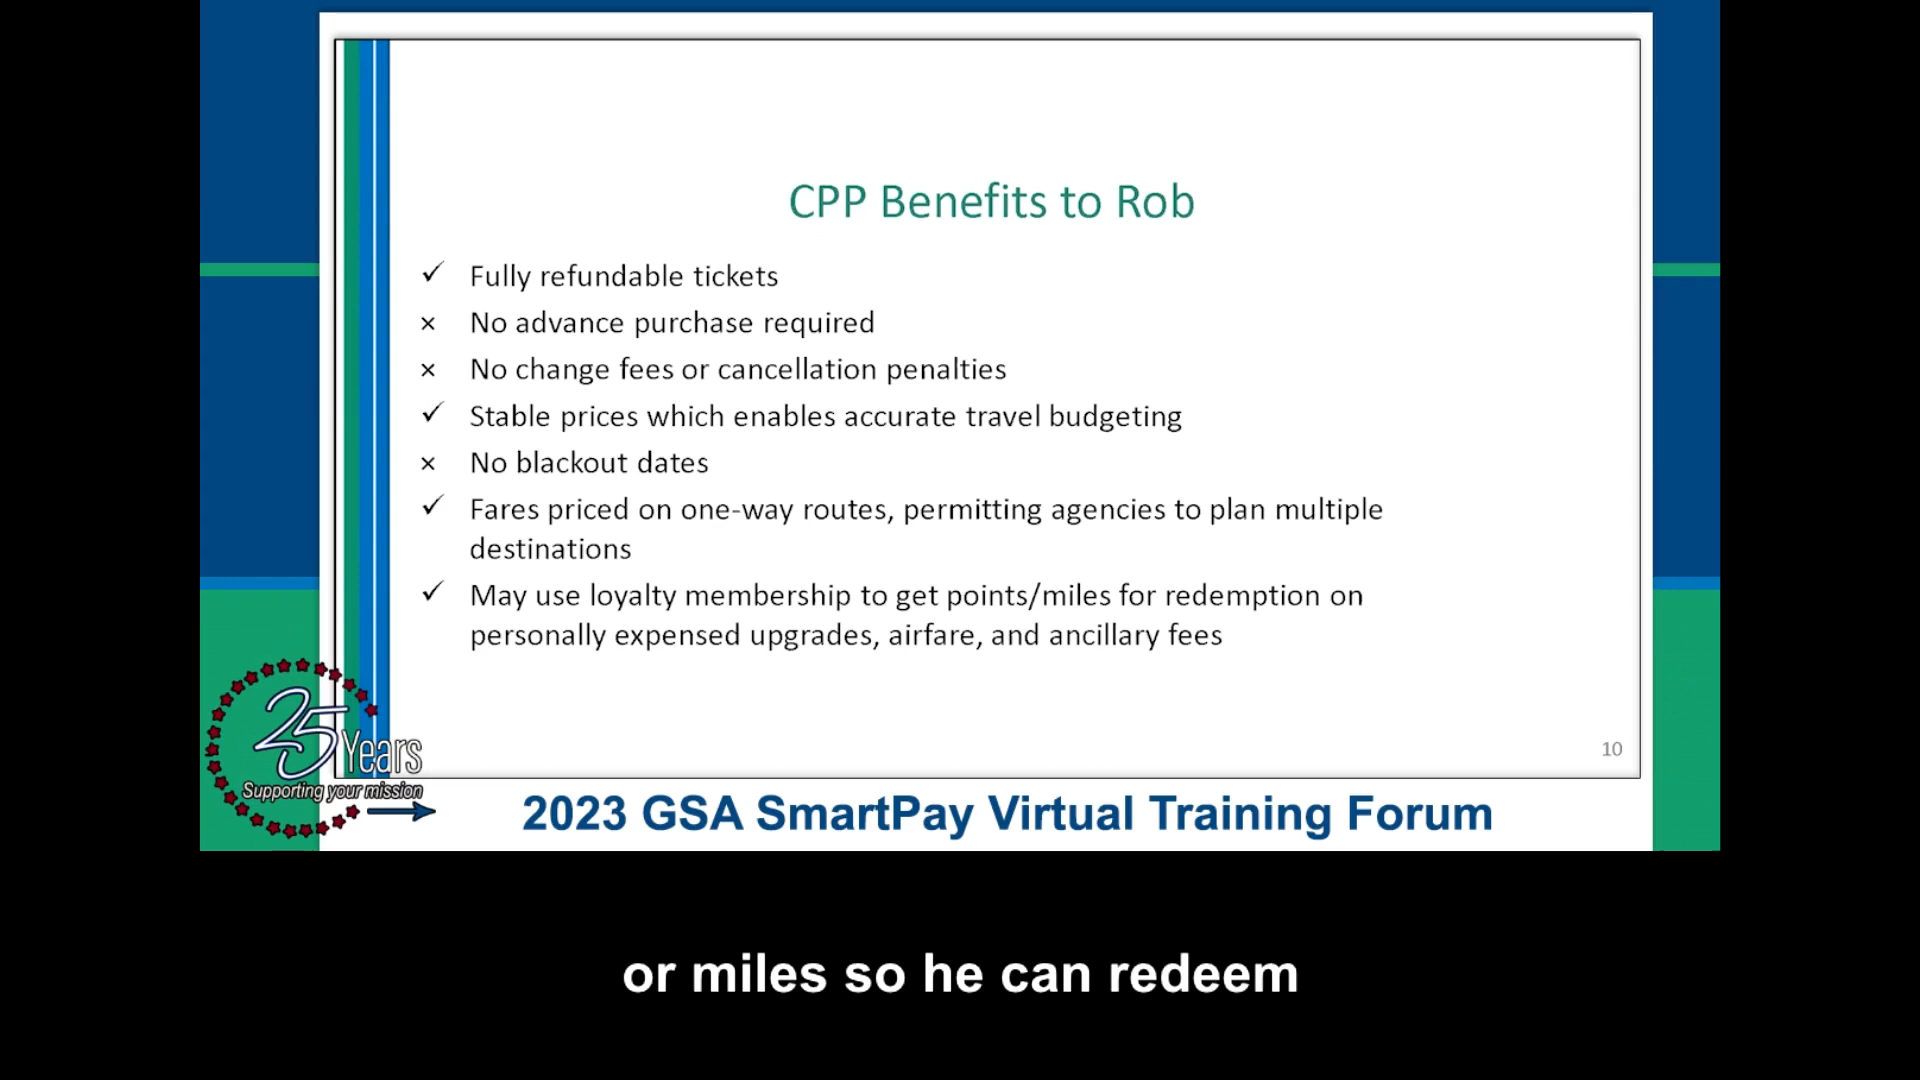 CPP Benefits to Rob
✓ Fully refundable tickets
× No advance purchase required
× No change fees or cancellation penalties
✓ Stable prices which enables accurate travel budgeting
× No blackout dates
✓ Fares priced on one-way routes, permitting agencies to plan multiple
destinations
✓ May use loyalty membership to get points/miles for redemption on
personally expensed upgrades, airfare, and ancillary fees
10
25 Years
Supporting your mission
2023 GSA SmartPay Virtual Training Forum
or miles so he can redeem